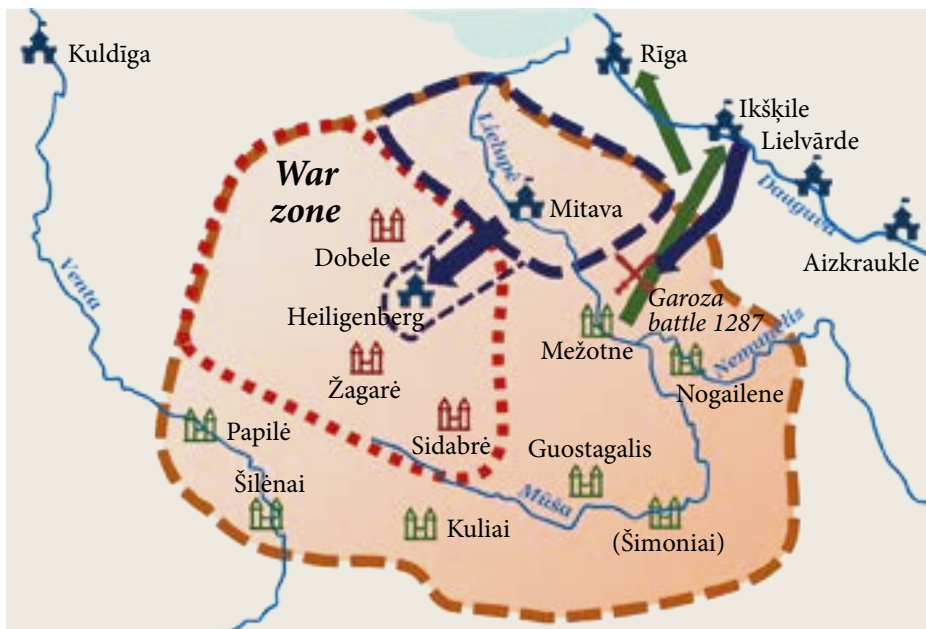 Kuldīga
Rīga
Ikšķile
Lielvārde
Lielupė
War
zone
Mitava
Dauguva
Dobele
Aizkraukle
Venta
Heiligenberg
Garoza
battle 1287
Mežotne
Nemunėlis
Žagarė
Nogailene
Papilė
Sidabrė
Guostagalis
Šilėnai
Mūša
Kuliai
(Šimoniai)